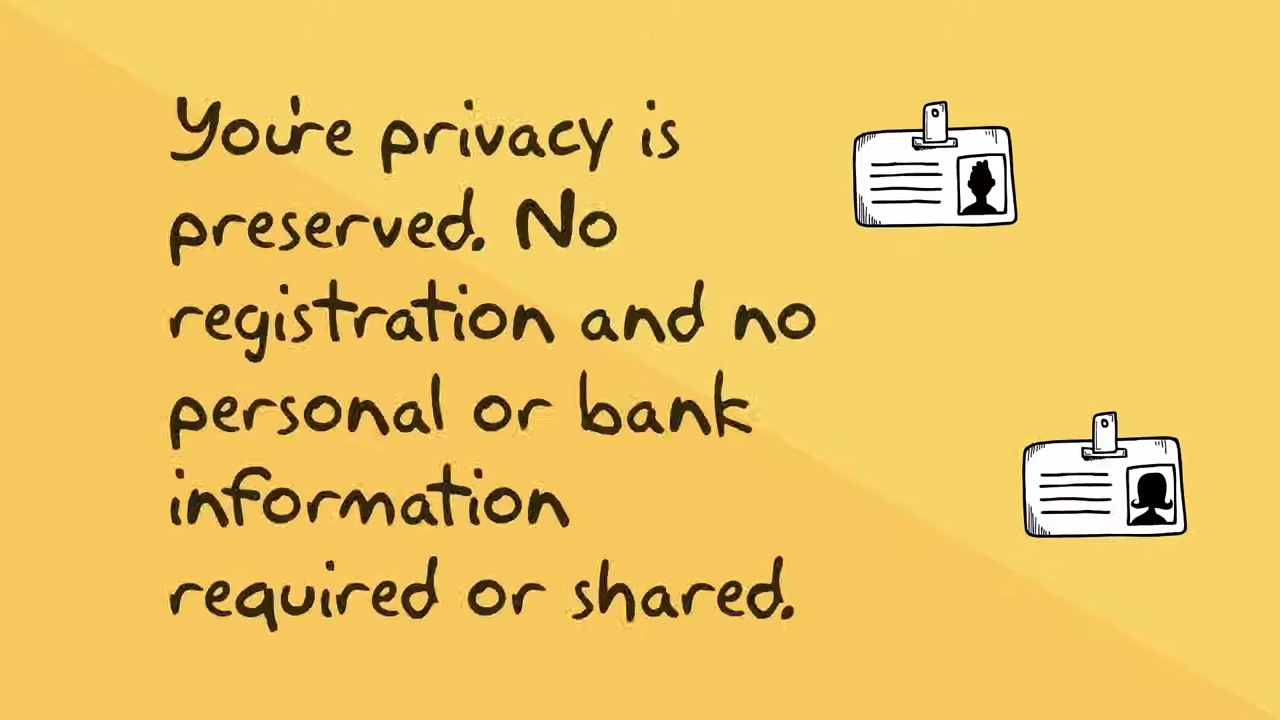 You're privacy is
preserved. No
registration and no
personal or bank
information
required or shared.